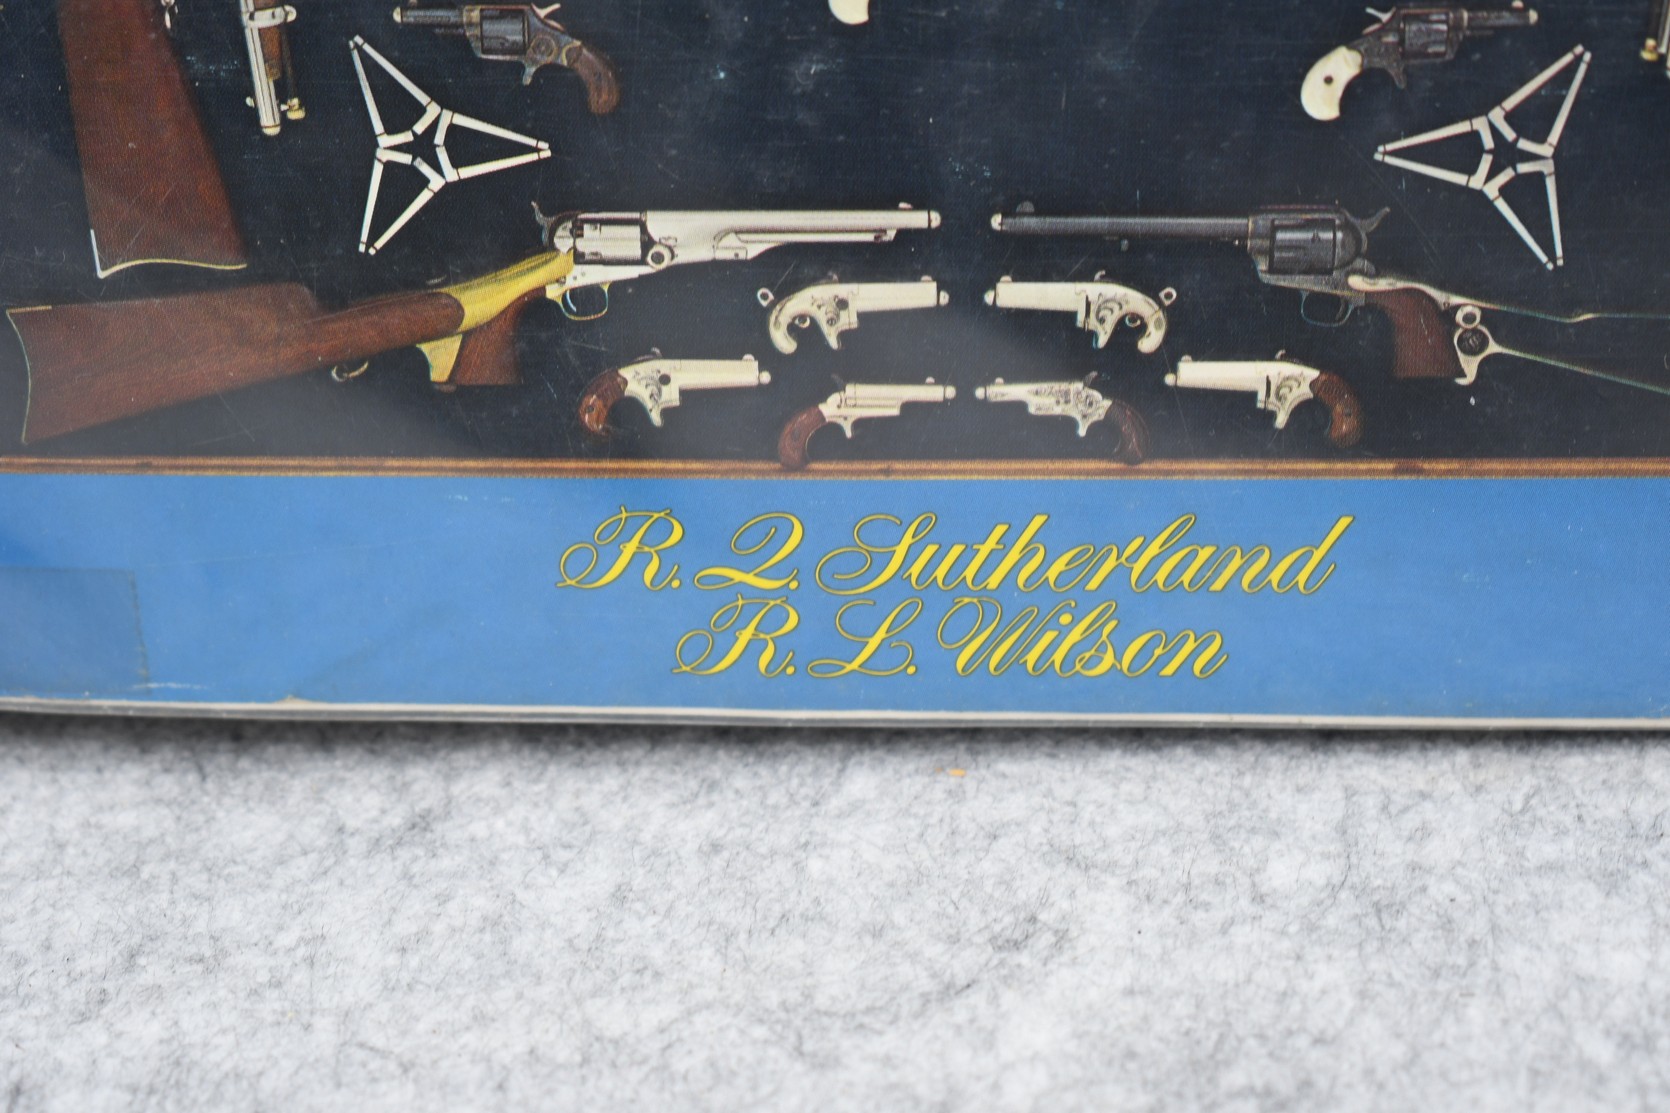 R. Q. Sutherland
R. L. Wilson